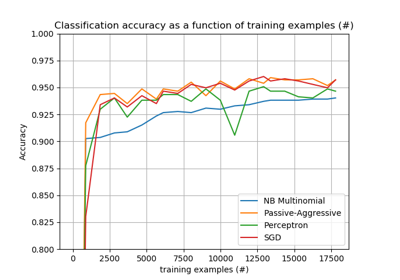 Classification accuracy as a function of training examples (#)
1.000
0.975
0.950
0.925
0.900
0.875
0.850
0.825
0.800
Accuracy
NB Multinomial
Passive-Aggressive
Perceptron
SGD
0 2500 5000 7500 10000 12500 15000 17500
training examples (#)